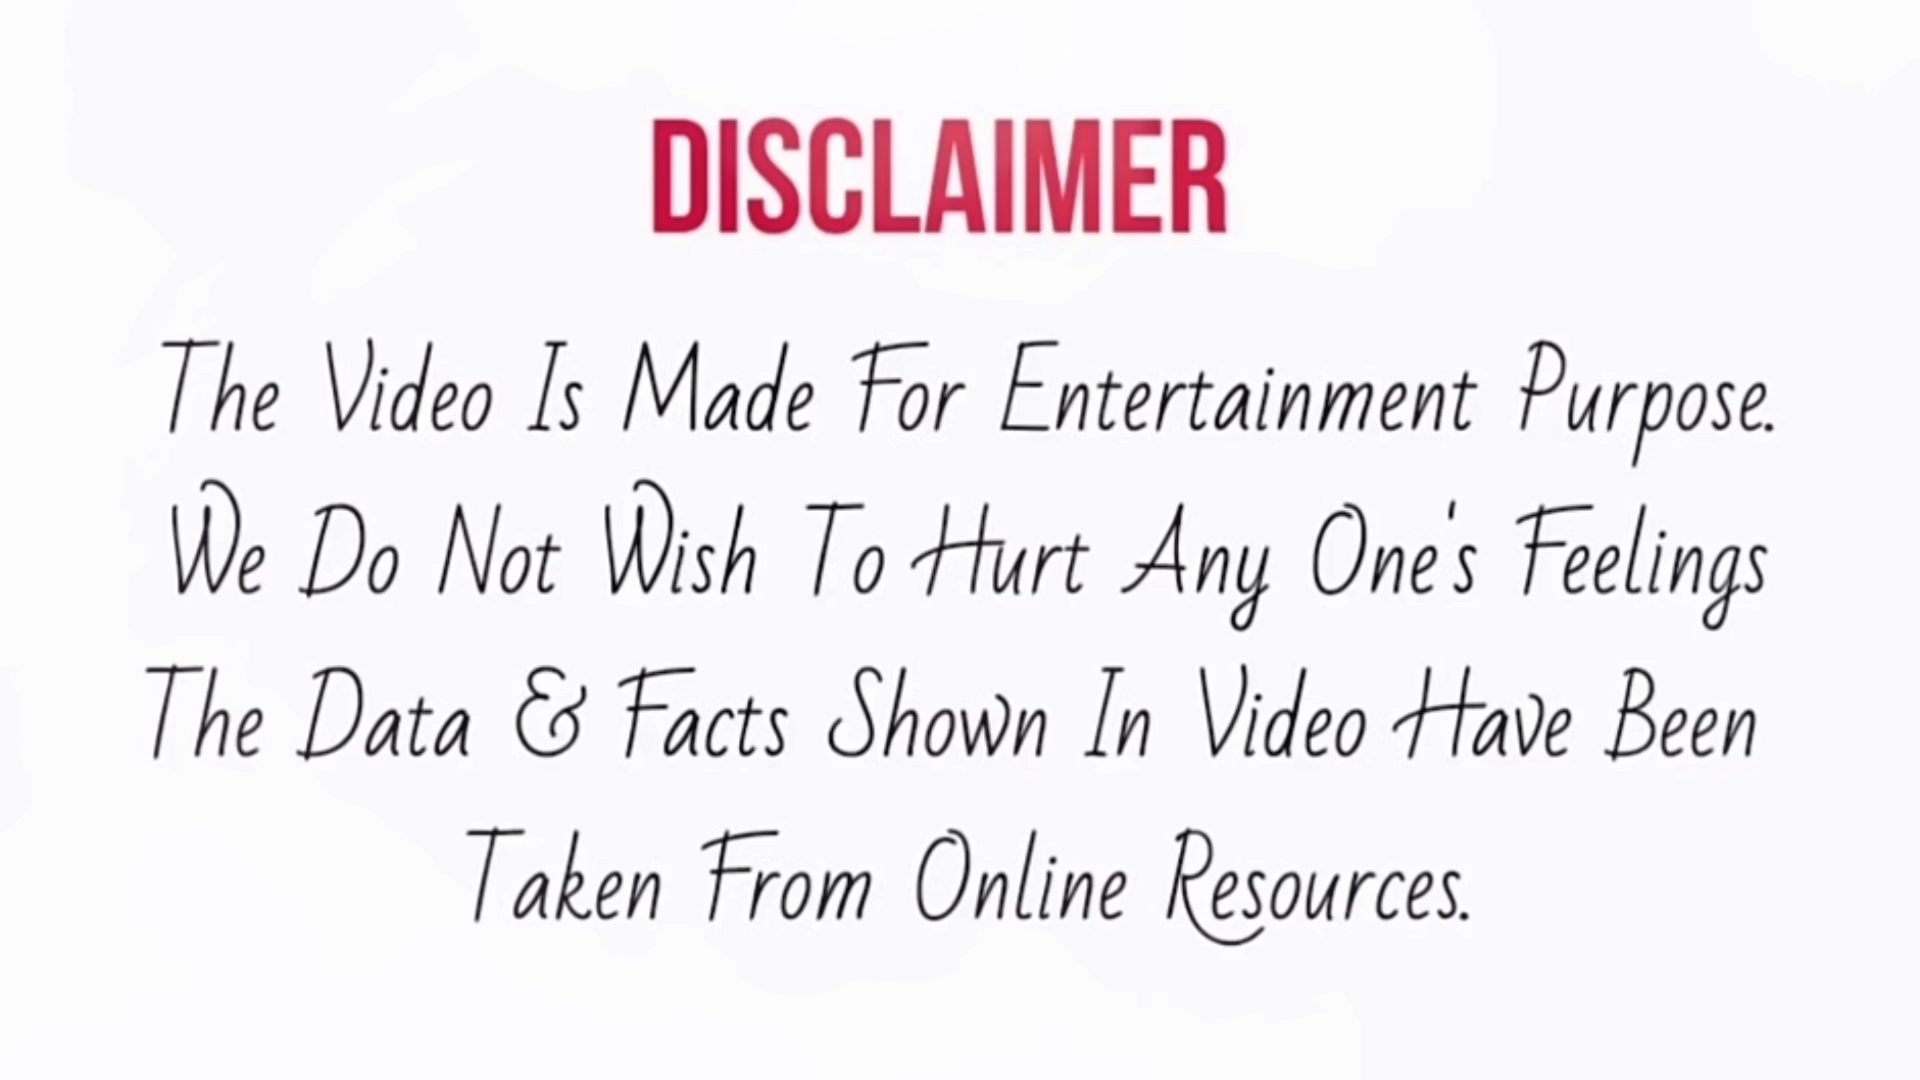 DISCLAIMER
The Video Is Made For Entertainment Purpose.
We Do Not Wish To Hurt Any One's Feelings
The Data & Facts Shown In Video Have Been
Taken From Online Resources.